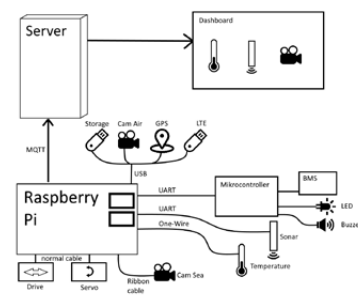 Dashboard
Server
MQTT
Storage
Cam Air
GPS
LTE
USB
Raspberry
Pi
UART
UART
One-Wire
Mikrocontroller
BMS
LED
Buzze
Sonar
Temperature
normal cable
Drive
Servo
Ribbon
cable
Cam Sea